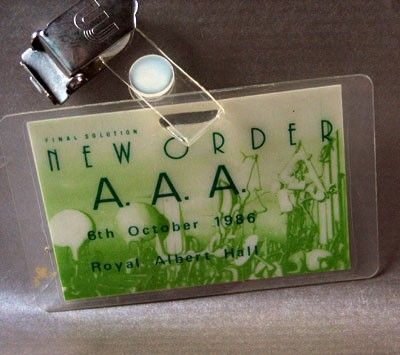 FINAL SOLUTION
NEW ORDER
A. A. A.
6th October 1986
Royal Albert Hall